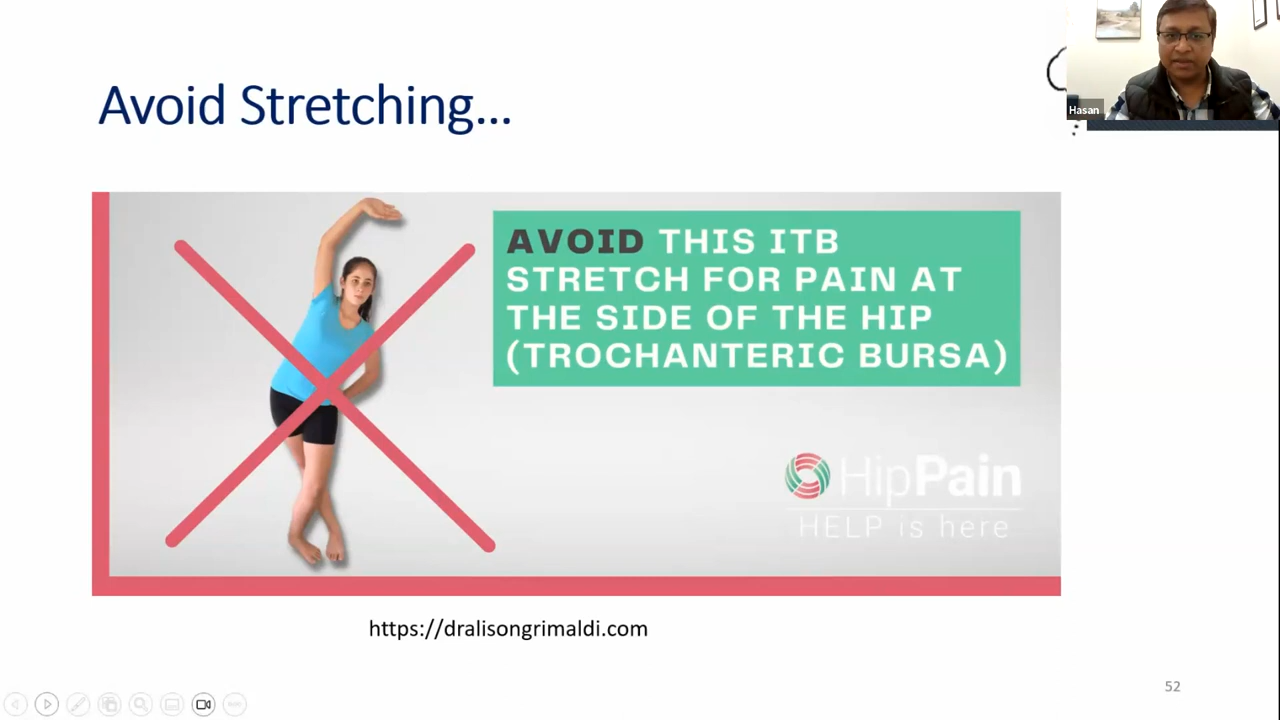 Hasan
Avoid Stretching...
AVOID THIS ITB
STRETCH FOR PAIN AT
THE SIDE OF THE HIP
(TROCHANTERIC BURSA)
HipPain
HELP is here
https://dralisongrimaldi.com
52